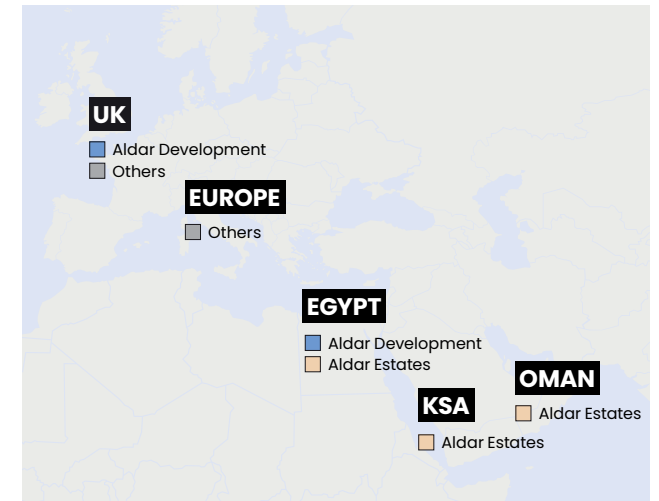 UK
Aldar Development
Others
EUROPE
Others
EGYPT
Aldar Development
Aldar Estates
OMAN
Aldar Estates
KSA
Aldar Estates